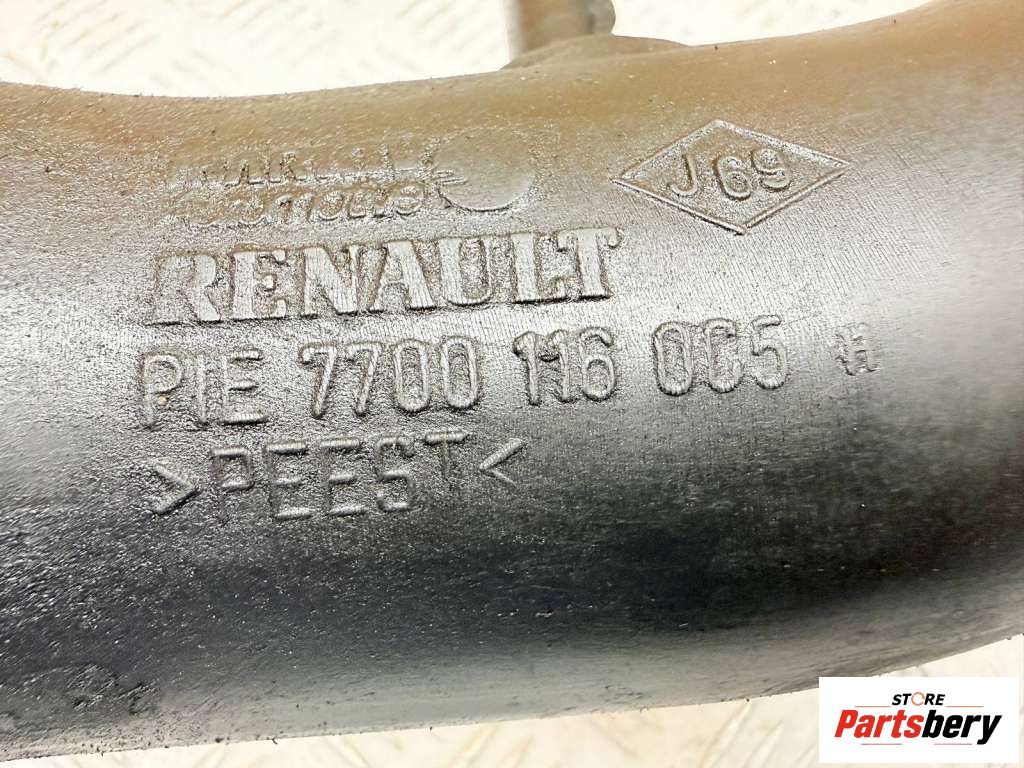 J69
RENAULT
PIE 7700 116 0C5 H
>PEEST<
STORE
Partsbery